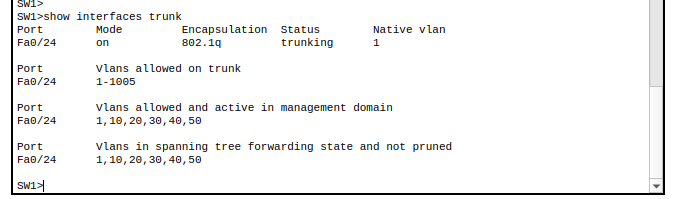 SW1>
SW1>show interfaces trunk
Port        Mode         Encapsulation  Status        Native vlan
Fa0/24      on           802.1q         trunking      1

Port        Vlans allowed on trunk
Fa0/24      1-1005

Port        Vlans allowed and active in management domain
Fa0/24      1,10,20,30,40,50

Port        Vlans in spanning tree forwarding state and not pruned
Fa0/24      1,10,20,30,40,50

SW1>